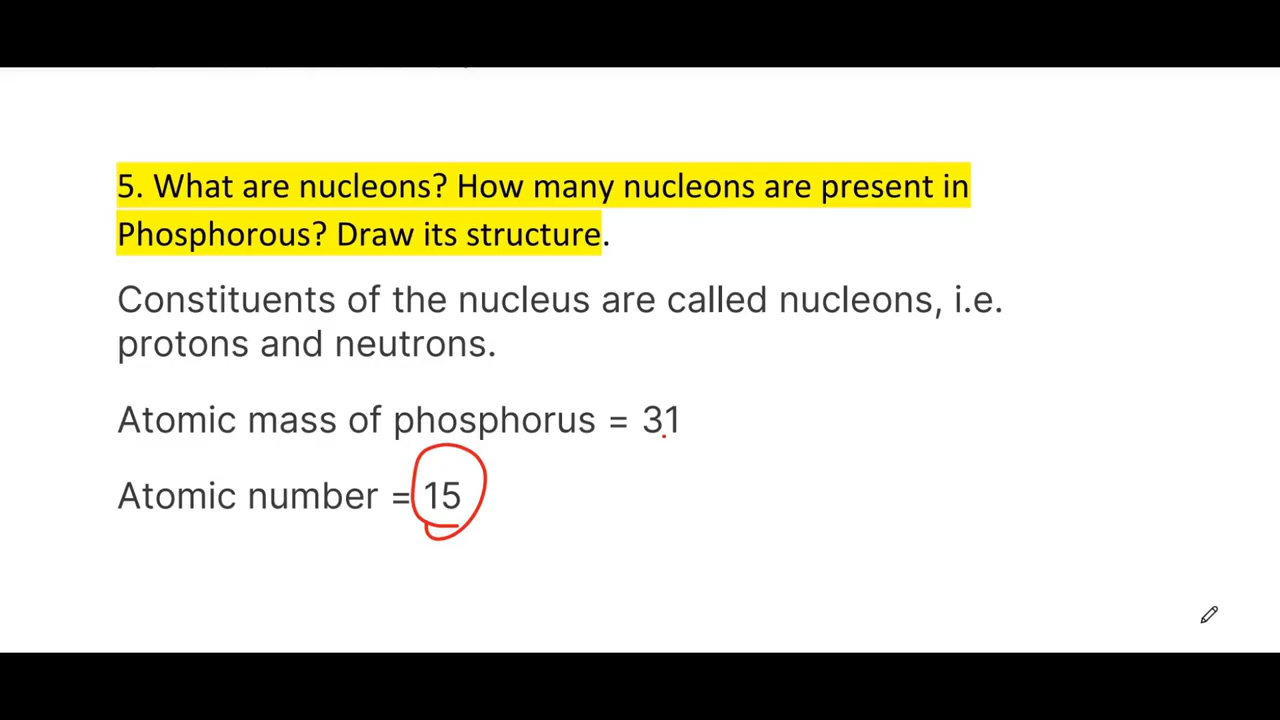 5. What are nucleons? How many nucleons are present in
Phosphorous? Draw its structure.
Constituents of the nucleus are called nucleons, i.e.
protons and neutrons.
Atomic mass of phosphorus = 31
Atomic number = 15